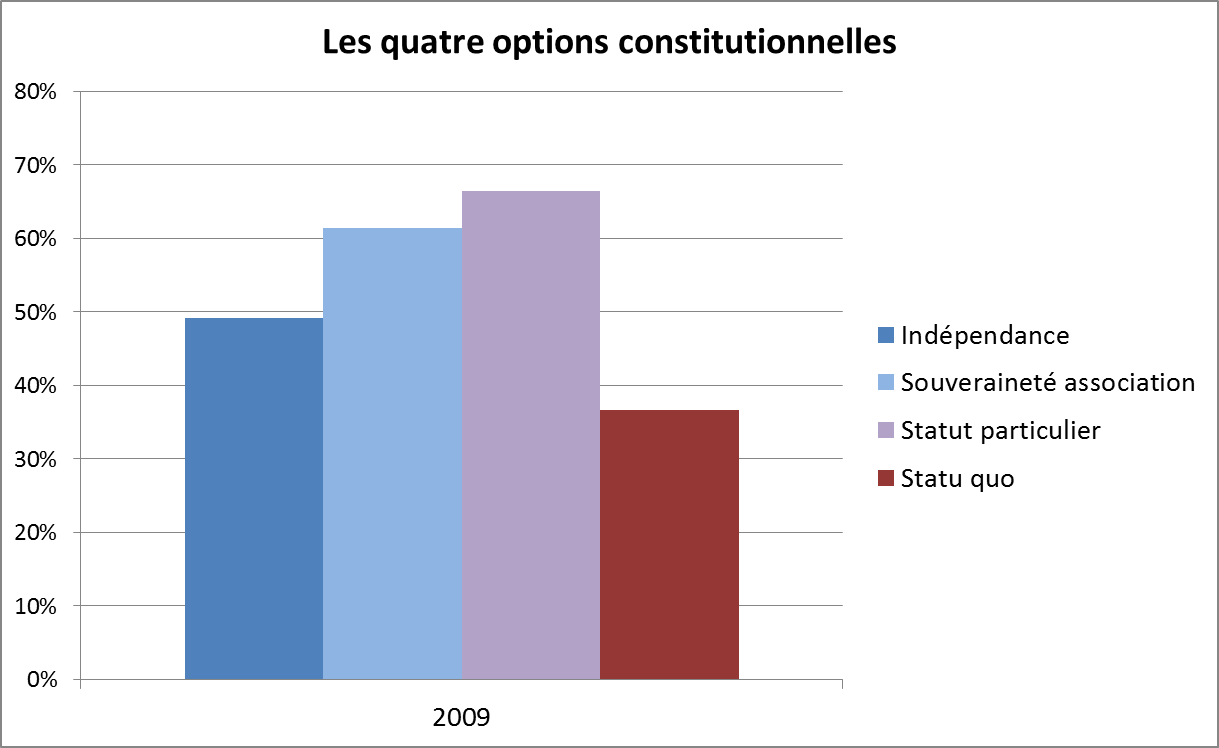 Les quatre options constitutionnelles
80%
70%
60%
50%
40%
30%
20%
10%
0%
2009
Indépendance
Souveraineté association
Statut particulier
Statu quo